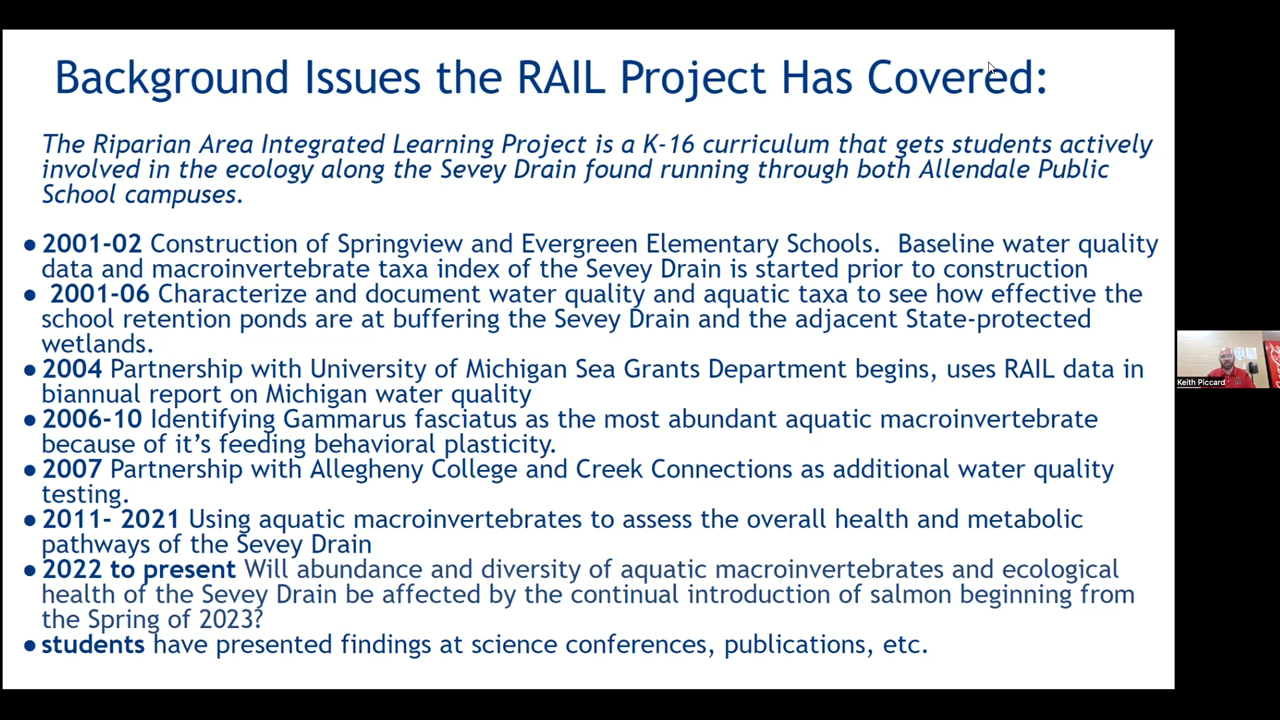 Background Issues the RAIL Project Has Covered:
The Riparian Area Integrated Learning Project is a K-16 curriculum that gets students actively
involved in the ecology along the Sevey Drain found running through both Allendale Public
School campuses.
●2001-02 Construction of Springview and Evergreen Elementary Schools.  Baseline water quality
data and macroinvertebrate taxa index of the Sevey Drain is started prior to construction
● 2001-06 Characterize and document water quality and aquatic taxa to see how effective the
school retention ponds are at buffering the Sevey Drain and the adjacent State-protected
wetlands.
●2004 Partnership with University of Michigan Sea Grants Department begins, uses RAIL data in
biannual report on Michigan water quality
●2006-10 Identifying Gammarus fasciatus as the most abundant aquatic macroinvertebrate
because of it’s feeding behavioral plasticity.
●2007 Partnership with Allegheny College and Creek Connections as additional water quality
testing.
●2011- 2021 Using aquatic macroinvertebrates to assess the overall health and metabolic
pathways of the Sevey Drain
●2022 to present Will abundance and diversity of aquatic macroinvertebrates and ecological
health of the Sevey Drain be affected by the continual introduction of salmon beginning from
the Spring of 2023?
●students have presented findings at science conferences, publications, etc.
Keith Piccard